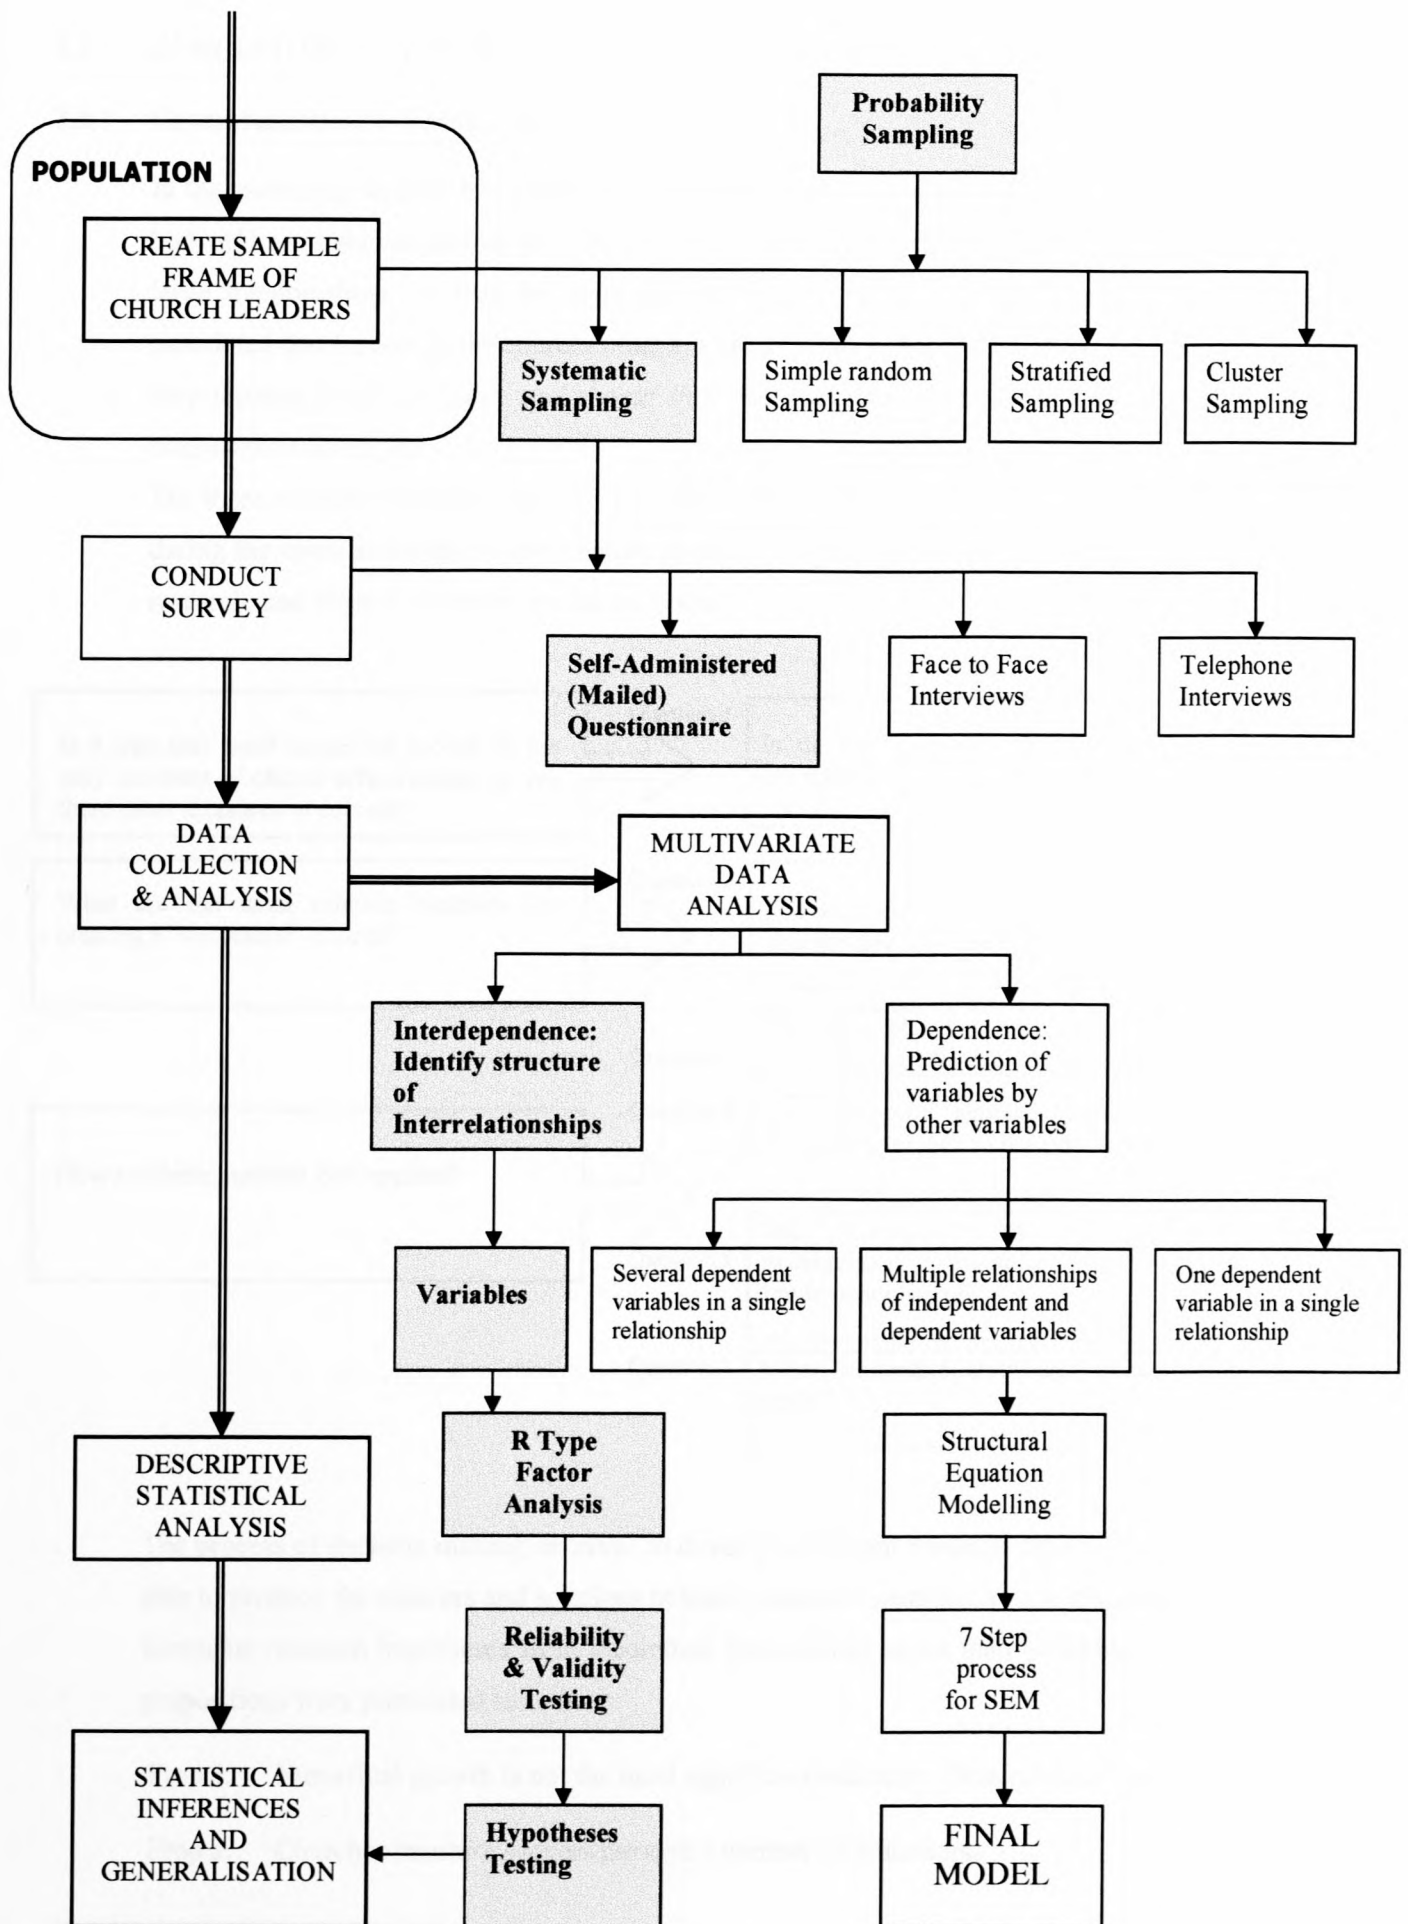 Probability
Sampling
POPULATION
CREATE SAMPLE
FRAME OF
CHURCH LEADERS
Systematic
Sampling
Simple random
Sampling
Stratified
Sampling
Cluster
Sampling
CONDUCT
SURVEY
Self-Administered
(Mailed)
Questionnaire
Face to Face
Interviews
Telephone
Interviews
DATA
COLLECTION
& ANALYSIS
MULTIVARIATE
DATA
ANALYSIS
Interdependence:
Identify structure
of
Interrelationships
Dependence:
Prediction of
variables by
other variables
Variables
Several dependent
variables in a single
relationship
Multiple relationships
of independent and
dependent variables
One dependent
variable in a single
relationship
DESCRIPTIVE
STATISTICAL
ANALYSIS
R Type
Factor
Analysis
Structural
Equation
Modelling
Reliability
& Validity
Testing
7 Step
process
for SEM
STATISTICAL
INFERENCES
AND
GENERALISATION
Hypotheses
Testing
FINAL
MODEL